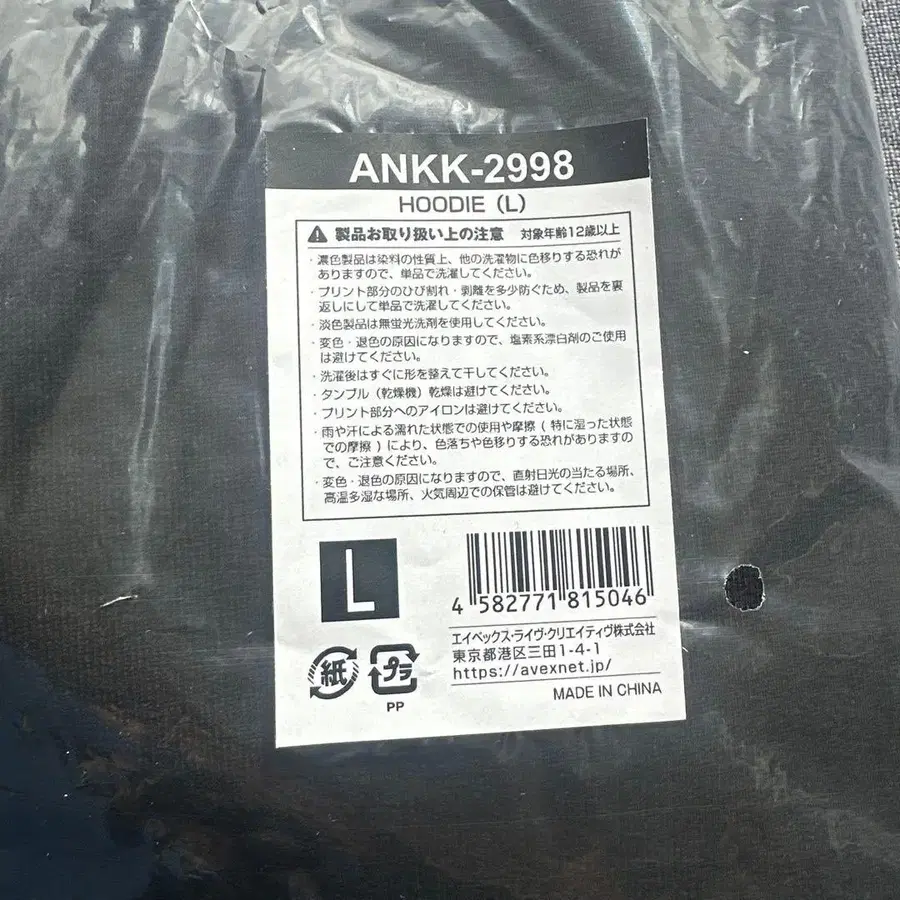 ANKK-2998
HOODIE (L)
製品お取り扱い上の注意 対象年齢12歳以上
・濃色製品は染料の性質上、他の洗濯物に色移りする恐れが
ありますので、単品で洗濯してください。
・プリント部分のひび割れ・剥離を多少防ぐため、製品を裏
返しにして単品で洗濯してください。
・淡色製品は無蛍光洗剤を使用してください。
・変色・退色の原因になりますので、塩素系漂白剤のご使用
は避けてください。
・洗濯後はすぐに形を整えて干してください。
・タンブル（乾燥機）乾燥は避けてください。
・プリント部分へのアイロンは避けてください。
・雨や汗による濡れた状態での使用や摩擦 ( 特に湿った状態
での摩擦 ) により、色落ちや色移りする恐れがありますの
で、ご注意ください。
・変色・退色の原因になりますので、直射日光の当たる場所、
高温多湿な場所、火気周辺での保管は避けてください。
L
4 582771 815046
エイベックス・ライヴ・クリエイティヴ株式会社
東京都港区三田1-4-1
https://avexnet.jp/
紙
プラ
PP
MADE IN CHINA